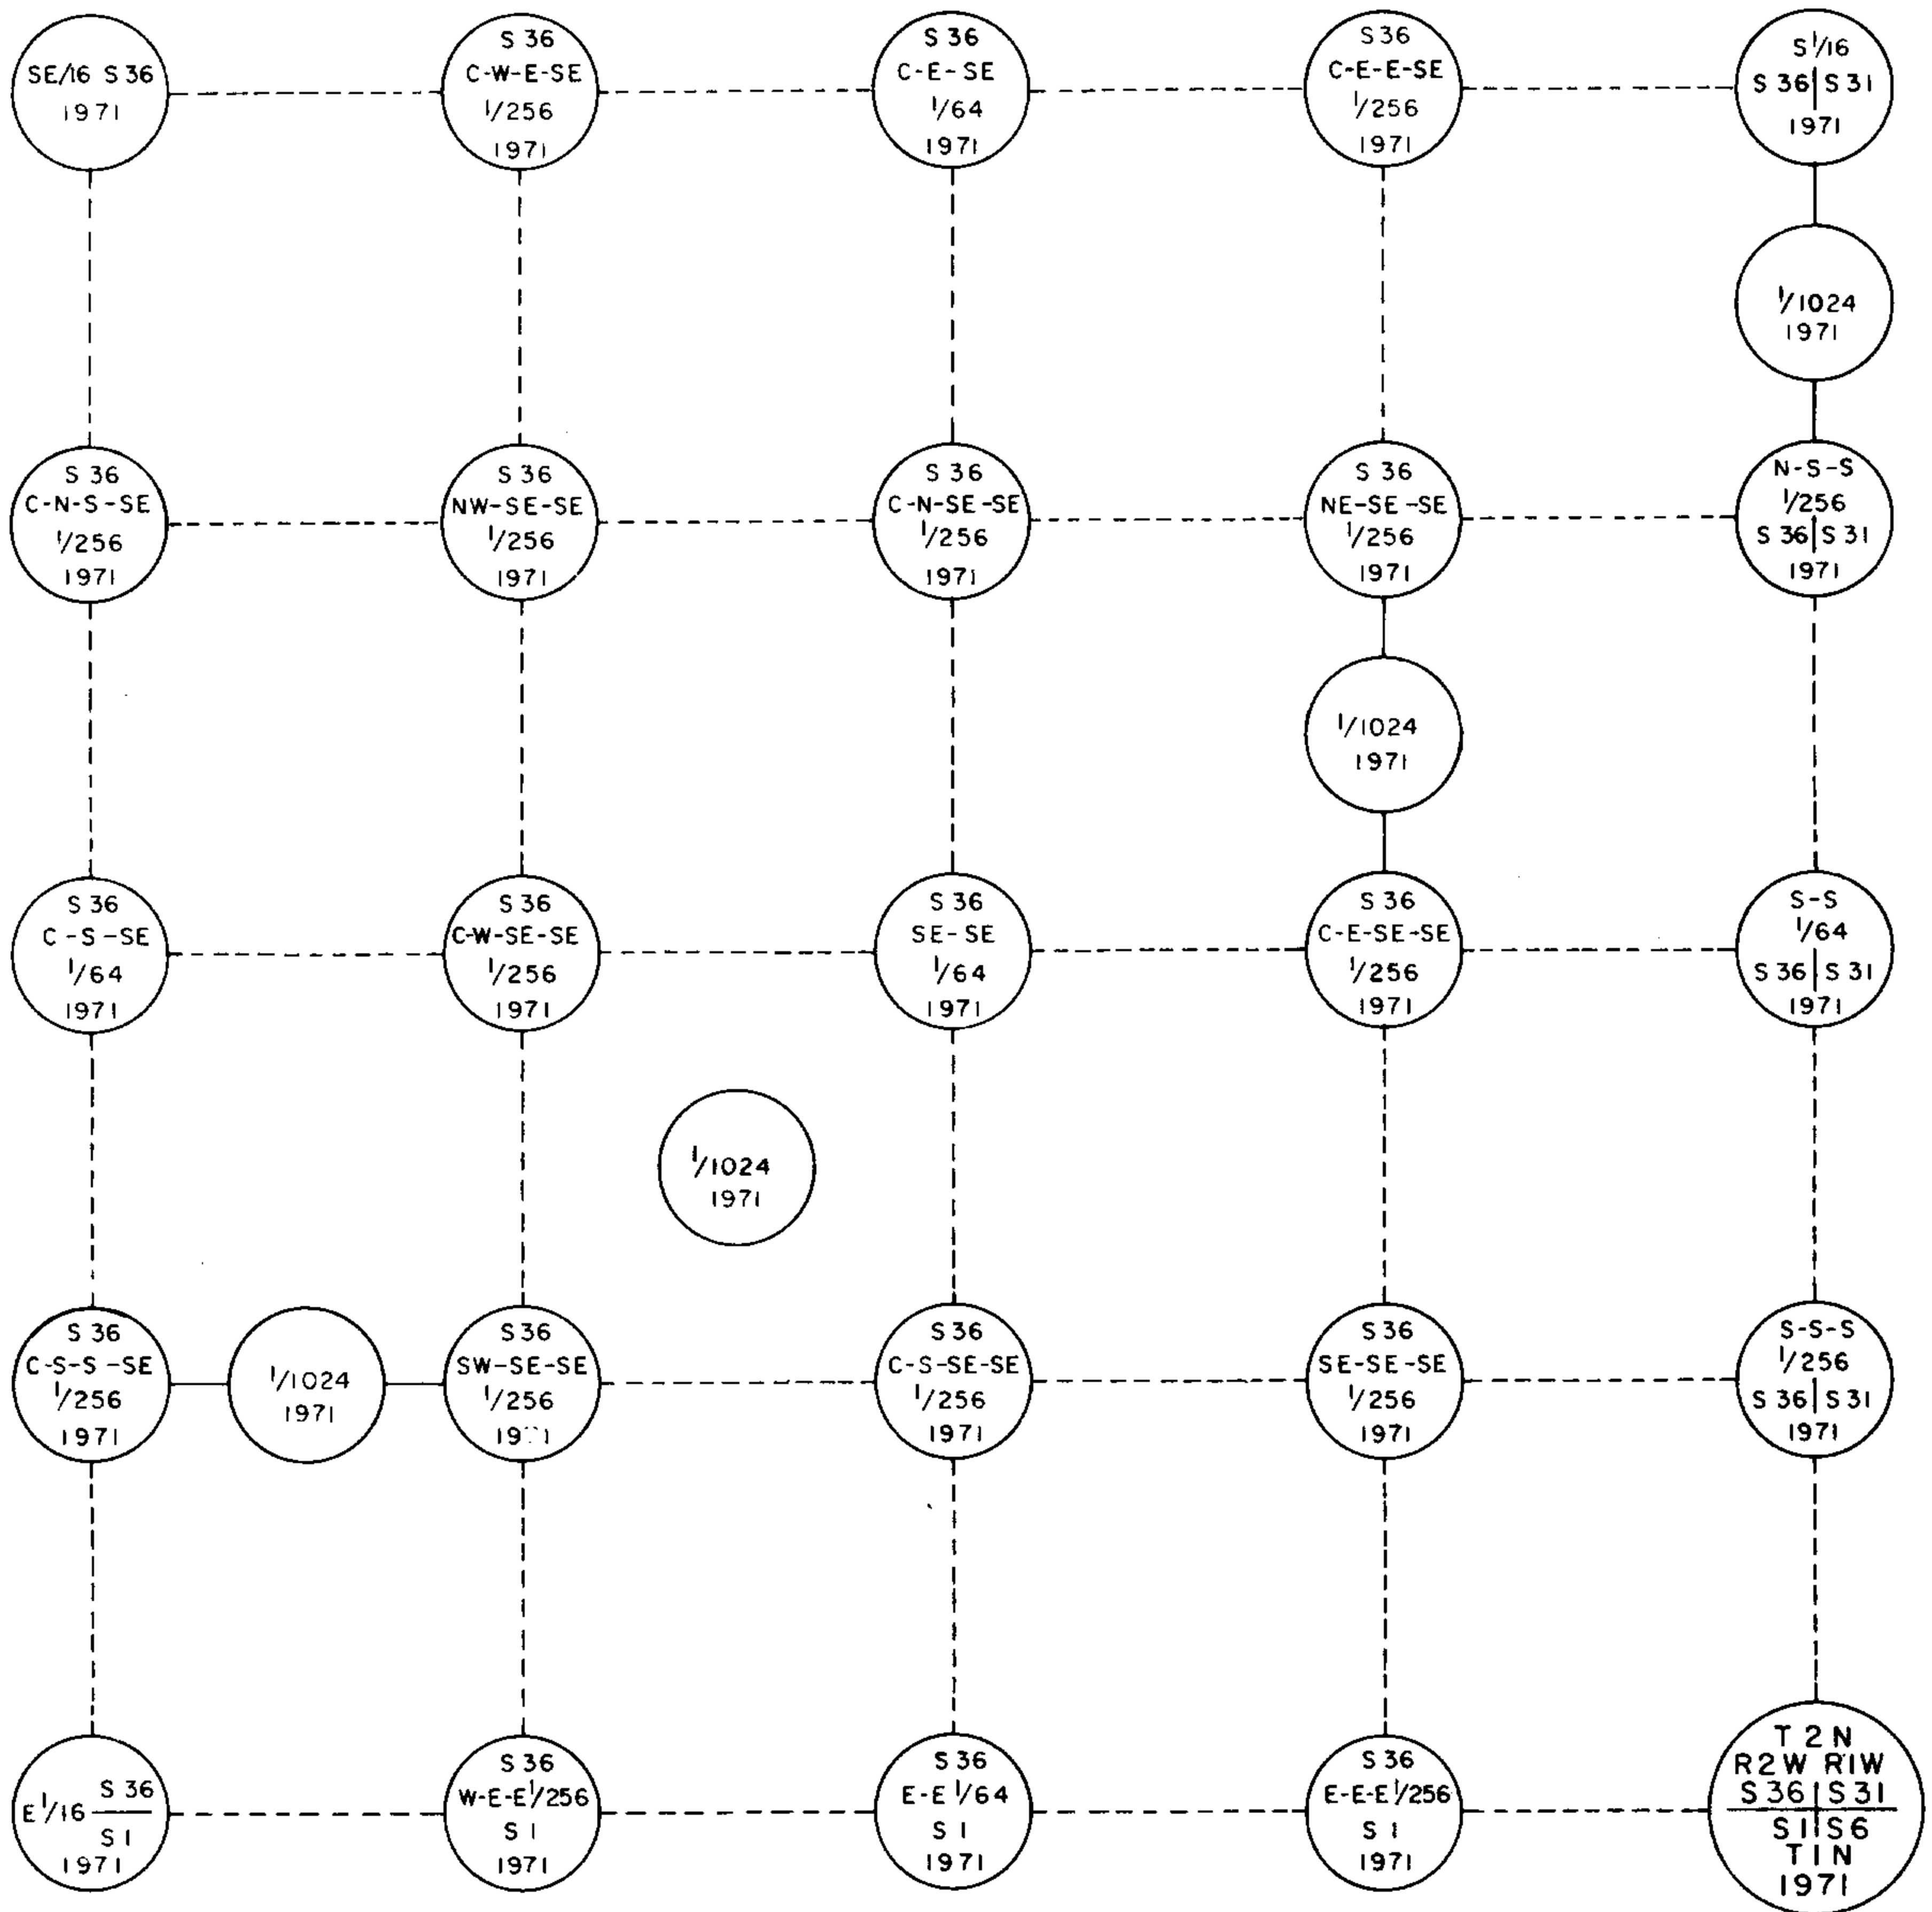 SE/16 S 36
1971
S 36
C-W-E-SE
1/256
1971
S 36
C-E-SE
1/64
1971
S 36
C-E-E-SE
1/256
1971
S 1/16
S 36 | S 31
1971
1/1024
1971
S 36
C-N-S-SE
1/256
1971
S 36
NW-SE-SE
1/256
1971
S 36
C-N-SE-SE
1/256
1971
S 36
NE-SE-SE
1/256
1971
N-S-S
1/256
S 36 | S 31
1971
1/1024
1971
S 36
C-S-SE
1/64
1971
S 36
C-W-SE-SE
1/256
1971
S 36
SE-SE
1/64
1971
S 36
C-E-SE-SE
1/256
1971
S-S
1/64
S 36 | S 31
1971
1/1024
1971
S 36
C-S-S-SE
1/256
1971
1/1024
1971
S 36
SW-SE-SE
1/256
S 36
C-S-SE-SE
1/256
1971
S 36
SE-SE-SE
1/256
1971
S-S-S
1/256
S 36 | S 31
1971
S 36
E 1/16
S 1
1971
S 36
W-E-E 1/256
S 1
1971
S 36
E-E 1/64
S 1
1971
S 36
E-E-E 1/256
S 1
1971
T 2 N
R 2 W R 1 W
S 36 | S 31
S 1 | S 6
T 1 N
1971